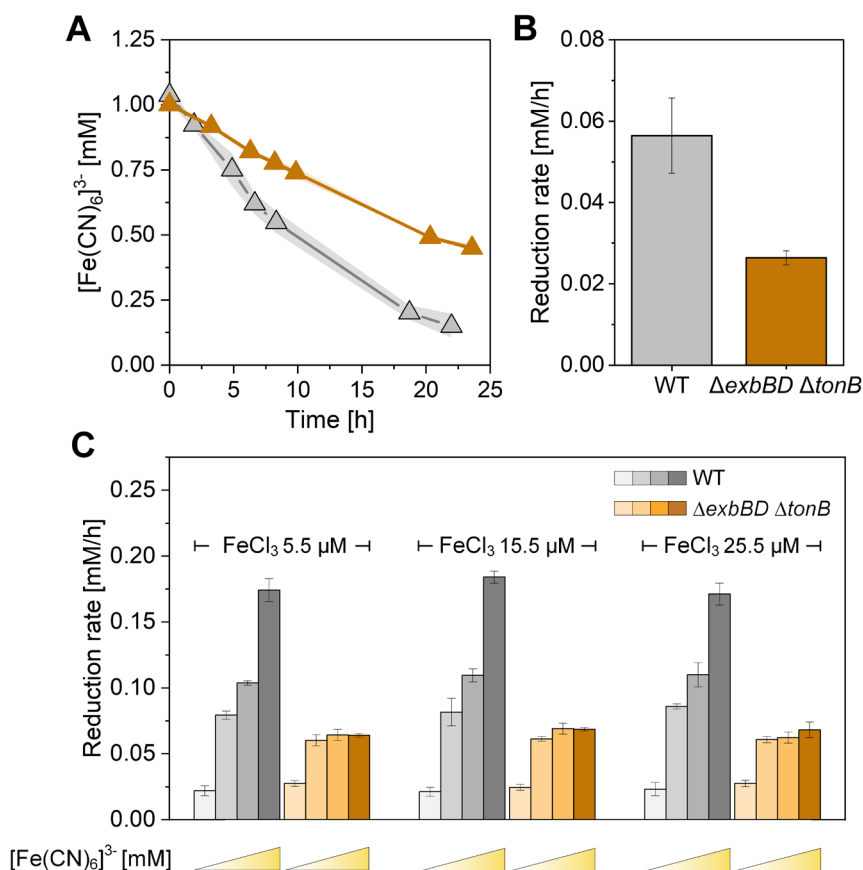 A
[Fe(CN)₆]³⁻ [mM]
1.25
1.00
0.75
0.50
0.25
0.00
0 5 10 15 20 25
Time [h]
B
Reduction rate [mM/h]
0.08
0.06
0.04
0.02
0.00
WT ΔexbBD ΔtonB
C
Reduction rate [mM/h]
0.25
0.20
0.15
0.10
0.05
0.00
WT
ΔexbBD ΔtonB
FeCl₃ 5.5 µM
FeCl₃ 15.5 µM
FeCl₃ 25.5 µM
[Fe(CN)₆]³⁻ [mM]